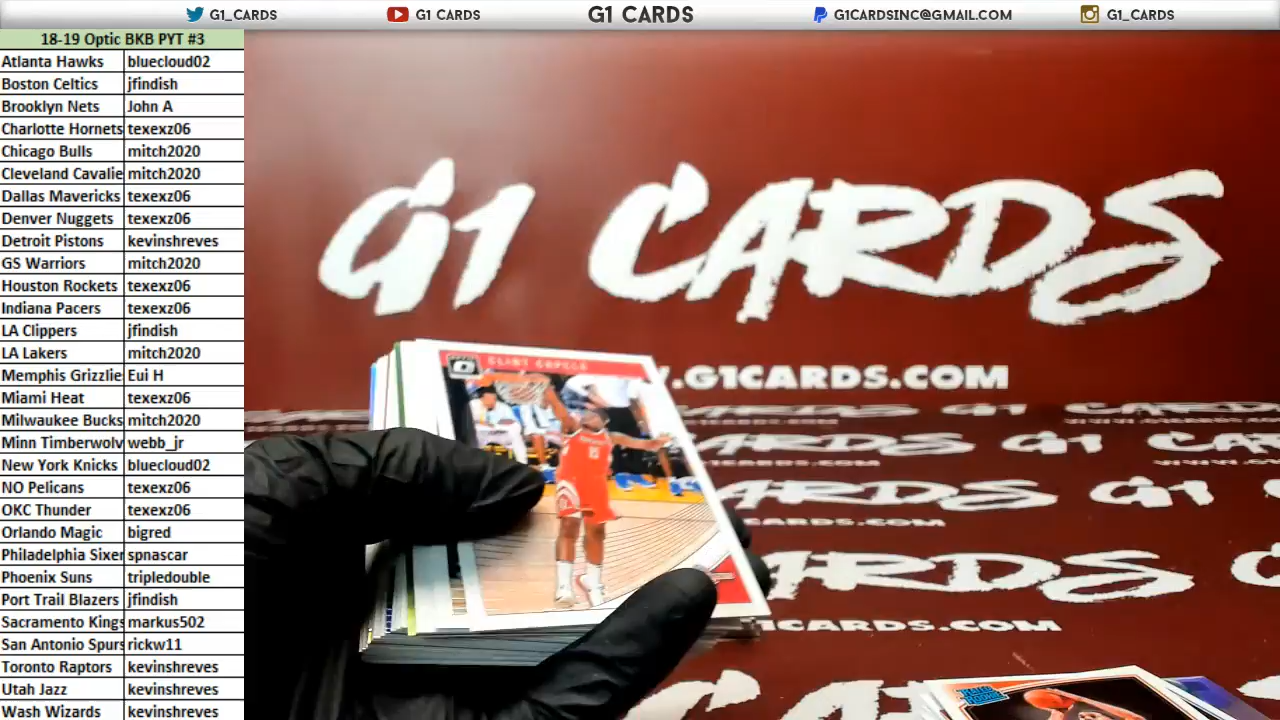 G1_CARDS
G1 CARDS
G1 CARDS
G1CARDSINC@GMAIL.COM
G1_CARDS
18-19 Optic BKB PYT #3
Atlanta Hawks bluecloud02
Boston Celtics jfindish
Brooklyn Nets John A
Charlotte Hornets texexz06
Chicago Bulls mitch2020
Cleveland Cavalie mitch2020
Dallas Mavericks texexz06
Denver Nuggets texexz06
Detroit Pistons kevinshreves
GS Warriors mitch2020
Houston Rockets texexz06
Indiana Pacers texexz06
LA Clippers jfindish
LA Lakers mitch2020
Memphis Grizzlie Eui H
Miami Heat texexz06
Milwaukee Bucks mitch2020
Minn Timberwolv webb_jr
New York Knicks bluecloud02
NO Pelicans texexz06
OKC Thunder texexz06
Orlando Magic bigred
Philadelphia Sixer spnascar
Phoenix Suns tripledouble
Port Trail Blazers jfindish
Sacramento Kings markus502
San Antonio Spurs rickw11
Toronto Raptors kevinshreves
Utah Jazz kevinshreves
Wash Wizards kevinshreves
G1 CARDS
.G1CARDS.COM
CLINT CAPELA
G1 CARDS